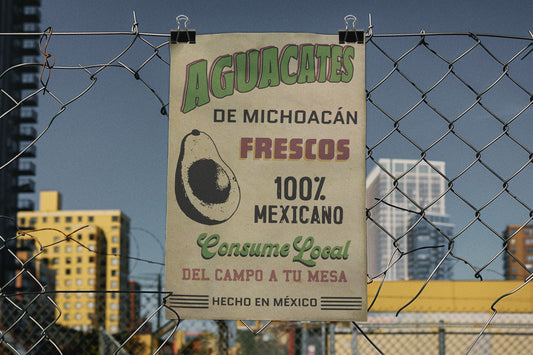 AGUACATES
DE MICHOACÁN
FRESCOS
100%
MEXICANO
Consume Local
DEL CAMPO A TU MESA
HECHO EN MÉXICO